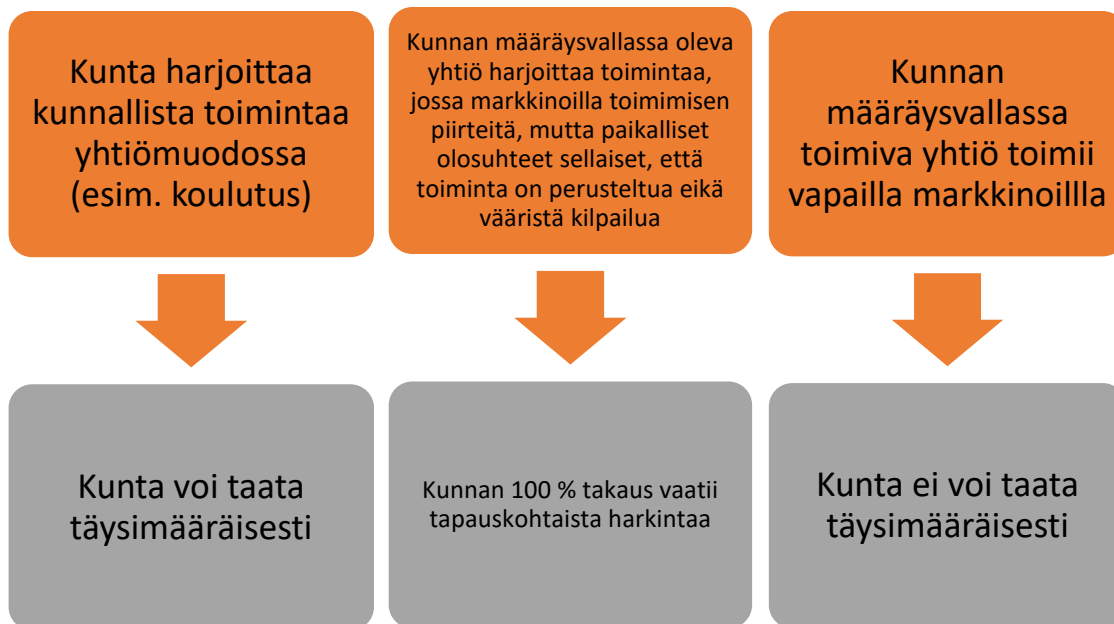 Kunta harjoittaa
kunnallista toimintaa
yhtiömuodossa
(esim. koulutus)
Kunnan määräysvallassa oleva
yhtiö harjoittaa toimintaa,
jossa markkinoilla toimimisen
piirteitä, mutta paikalliset
olosuhteet sellaiset, että
toiminta on perusteltua eikä
vääristä kilpailua
Kunnan
määräysvallassa
toimiva yhtiö toimii
vapailla markkinoillla
Kunta voi taata
täysimääräisesti
Kunnan 100 % takaus vaatii
tapauskohtaista harkintaa
Kunta ei voi taata
täysimääräisesti